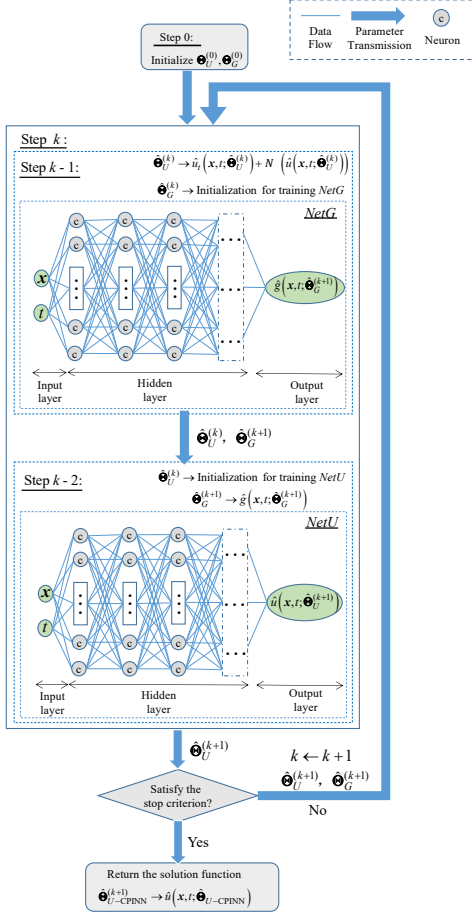 Step 0:
Initialize Θ_U^(0), Θ_G^(0)
c
Data Flow
Parameter Transmission
Neuron
Step k:
Step k - 1:
Θ̂_U^(k) → û_t(x,t;Θ̂_U^(k)) + N (û(x,t;Θ̂_U^(k)))
Θ̂_G^(k) → Initialization for training NetG
NetG
c c c
c c c
x
t
ĝ(x,t;Θ̂_G^(k+1))
c c c
c c c
Input layer
Hidden layer
Output layer
Θ̂_U^(k), Θ̂_G^(k+1)
Step k - 2:
Θ̂_U^(k) → Initialization for training NetU
Θ̂_G^(k+1) → ĝ(x,t;Θ̂_G^(k+1))
NetU
c c c
c c c
x
t
û(x,t;Θ̂_U^(k+1))
c c c
c c c
Input layer
Hidden layer
Output layer
Θ̂_U^(k+1)
k ← k + 1
Θ̂_U^(k+1), Θ̂_G^(k+1)
Satisfy the
stop criterion?
No
Yes
Return the solution function
Θ̂_U-CPINN^(k+1) → û(x,t;Θ̂_U-CPINN)